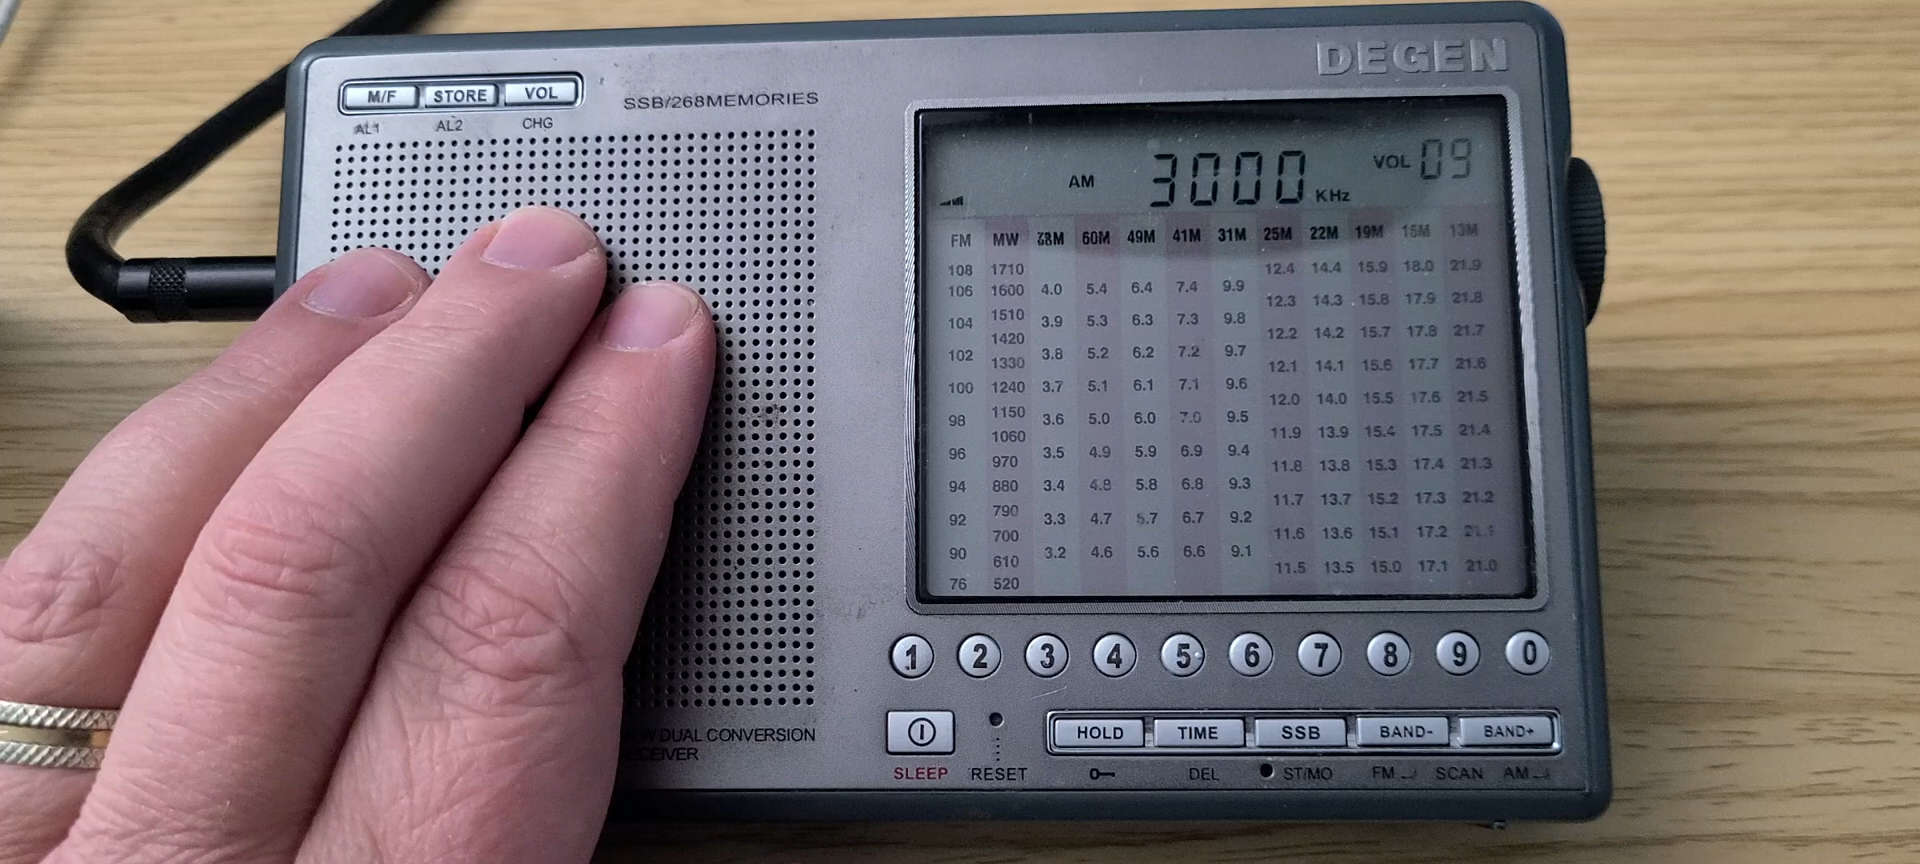 DEGEN
M/F STORE VOL
AL1 AL2 CHG
SSB/268MEMORIES
AM 3000 KHz VOL 09
FM MW 60M 49M 41M 31M 25M 22M 19M 16M 13M
108 1710 12.4 14.4 15.9 18.0 21.9
106 1600 4.0 5.4 6.4 7.4 9.9
12.3 14.3 15.8 17.9 21.8
104 1510 3.9 5.3 6.3 7.3 9.8
1420 12.2 14.2 15.7 17.8 21.7
102 1330 3.8 5.2 6.2 7.2 9.7
12.1 14.1 15.6 17.7 21.6
100 1240 3.7 5.1 6.1 7.1 9.6
12.0 14.0 15.5 17.6 21.5
98 1150 3.6 5.0 6.0 7.0 9.5
1060 11.9 13.9 15.4 17.5 21.4
96 970 3.5 4.9 5.9 6.9 9.4
11.8 13.8 15.3 17.4 21.3
94 880 3.4 4.8 5.8 6.8 9.3
11.7 13.7 15.2 17.3 21.2
92 790 3.3 4.7 5.7 6.7 9.2
700 11.6 13.6 15.1 17.2
90 610 3.2 4.6 5.6 6.6 9.1
11.5 13.5 15.0 17.1 21.0
76 520
1 2 3 4 5 6 7 8 9 0
DUAL CONVERSION
HOLD TIME SSB BAND- BAND+
SLEEP RESET DEL ST/MO FM SCAN AM